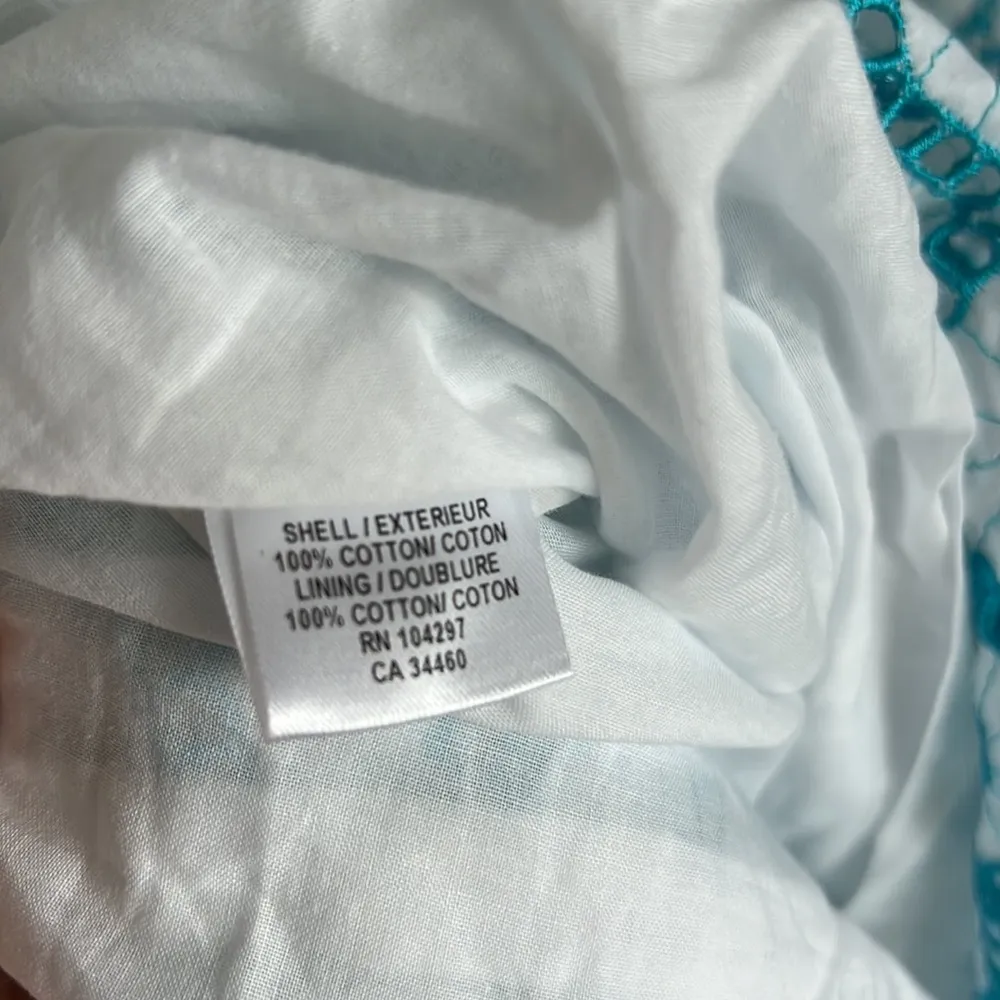 SHELL / EXTERIEUR
100% COTTON/ COTON
LINING / DOUBLURE
100% COTTON/ COTON
RN 104297
CA 34460